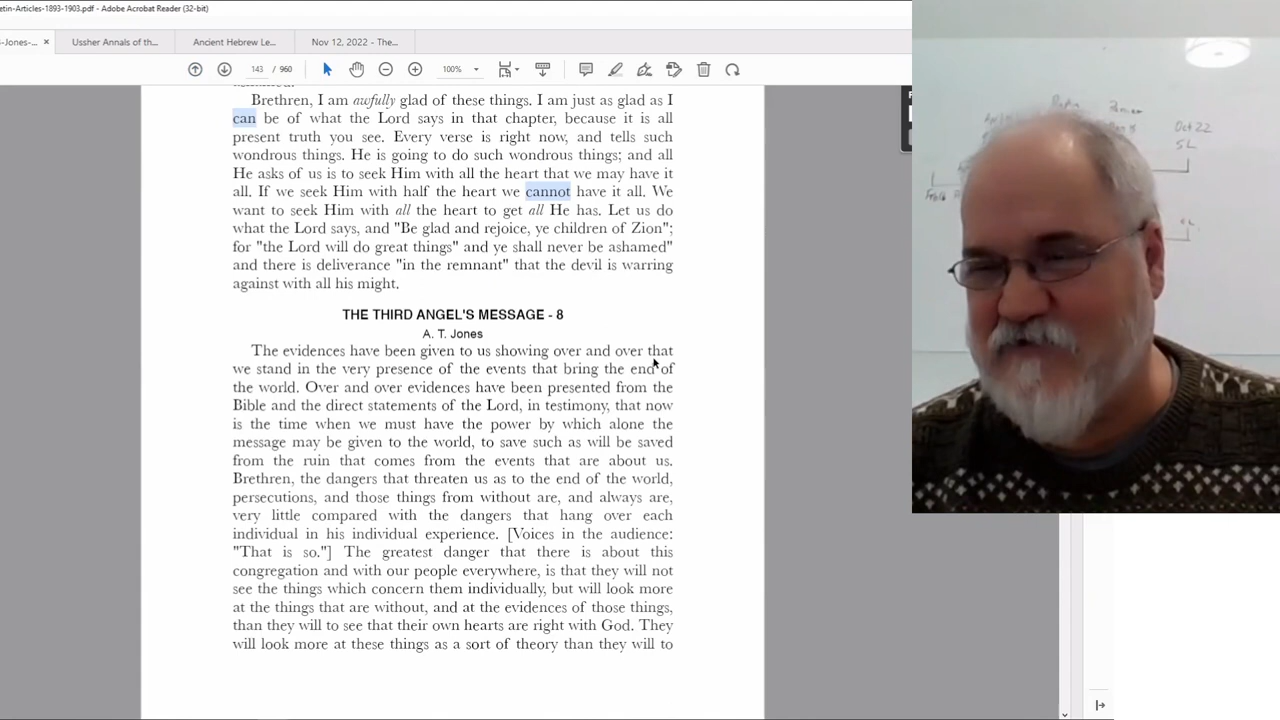 etin-Articles-1893-1903.pdf - Adobe Acrobat Reader (32-bit)
-Jones-... × Ussher Annals of th... Ancient Hebrew Le... Nov 12, 2022 - The...
143 / 960 100%
Brethren, I am awfully glad of these things. I am just as glad as I
can be of what the Lord says in that chapter, because it is all
present truth you see. Every verse is right now, and tells such
wondrous things. He is going to do such wondrous things; and all
He asks of us is to seek Him with all the heart that we may have it
all. If we seek Him with half the heart we cannot have it all. We
want to seek Him with all the heart to get all He has. Let us do
what the Lord says, and "Be glad and rejoice, ye children of Zion";
for "the Lord will do great things" and ye shall never be ashamed"
and there is deliverance "in the remnant" that the devil is warring
against with all his might.
THE THIRD ANGEL'S MESSAGE - 8
A. T. Jones
The evidences have been given to us showing over and over that
we stand in the very presence of the events that bring the end of
the world. Over and over evidences have been presented from the
Bible and the direct statements of the Lord, in testimony, that now
is the time when we must have the power by which alone the
message may be given to the world, to save such as will be saved
from the ruin that comes from the events that are about us.
Brethren, the dangers that threaten us as to the end of the world,
persecutions, and those things from without are, and always are,
very little compared with the dangers that hang over each
individual in his individual experience. [Voices in the audience:
"That is so."] The greatest danger that there is about this
congregation and with our people everywhere, is that they will not
see the things which concern them individually, but will look more
at the things that are without, and at the evidences of those things,
than they will to see that their own hearts are right with God. They
will look more at these things as a sort of theory than they will to
Oct 22
5L